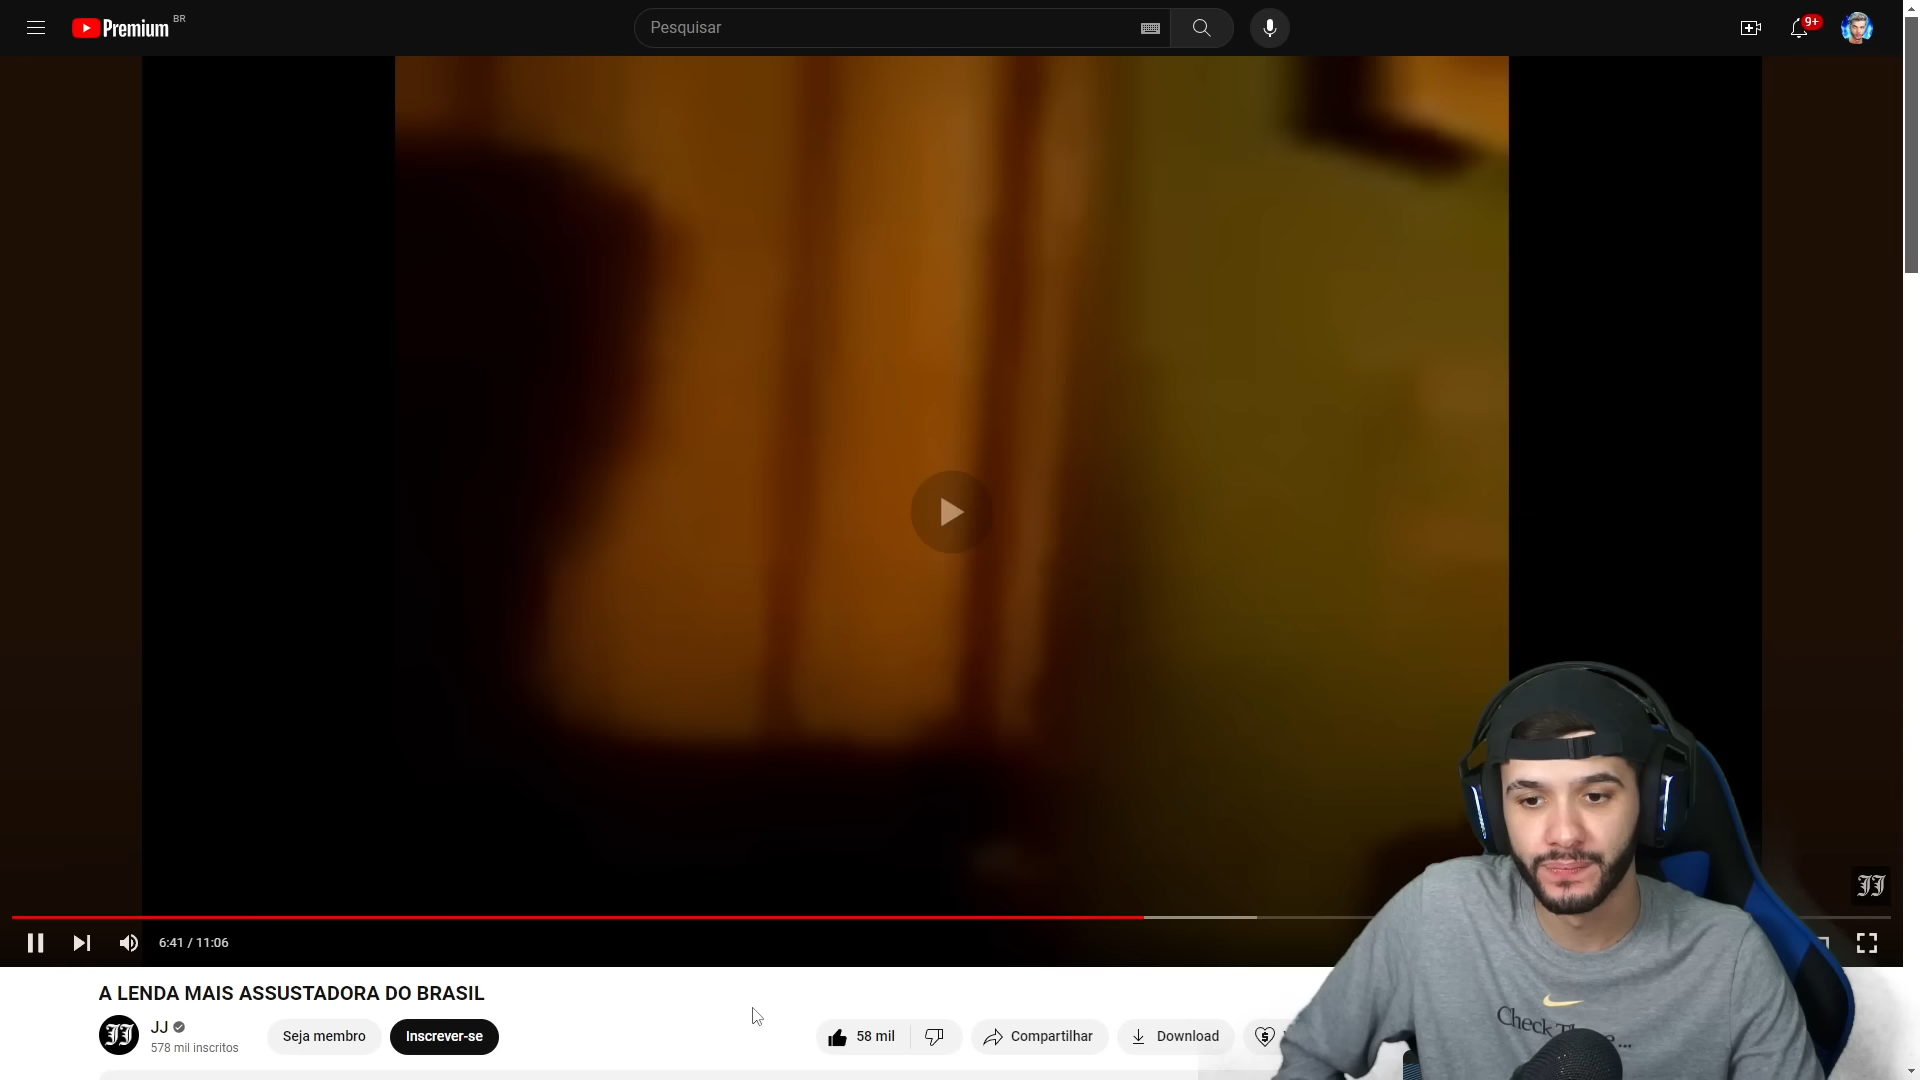 Premium BR
Pesquisar
9+
JJ
6:41 / 11:06
A LENDA MAIS ASSUSTADORA DO BRASIL
JJ
JJ
578 mil inscritos
Seja membro
Inscrever-se
58 mil
Compartilhar
Download
Check